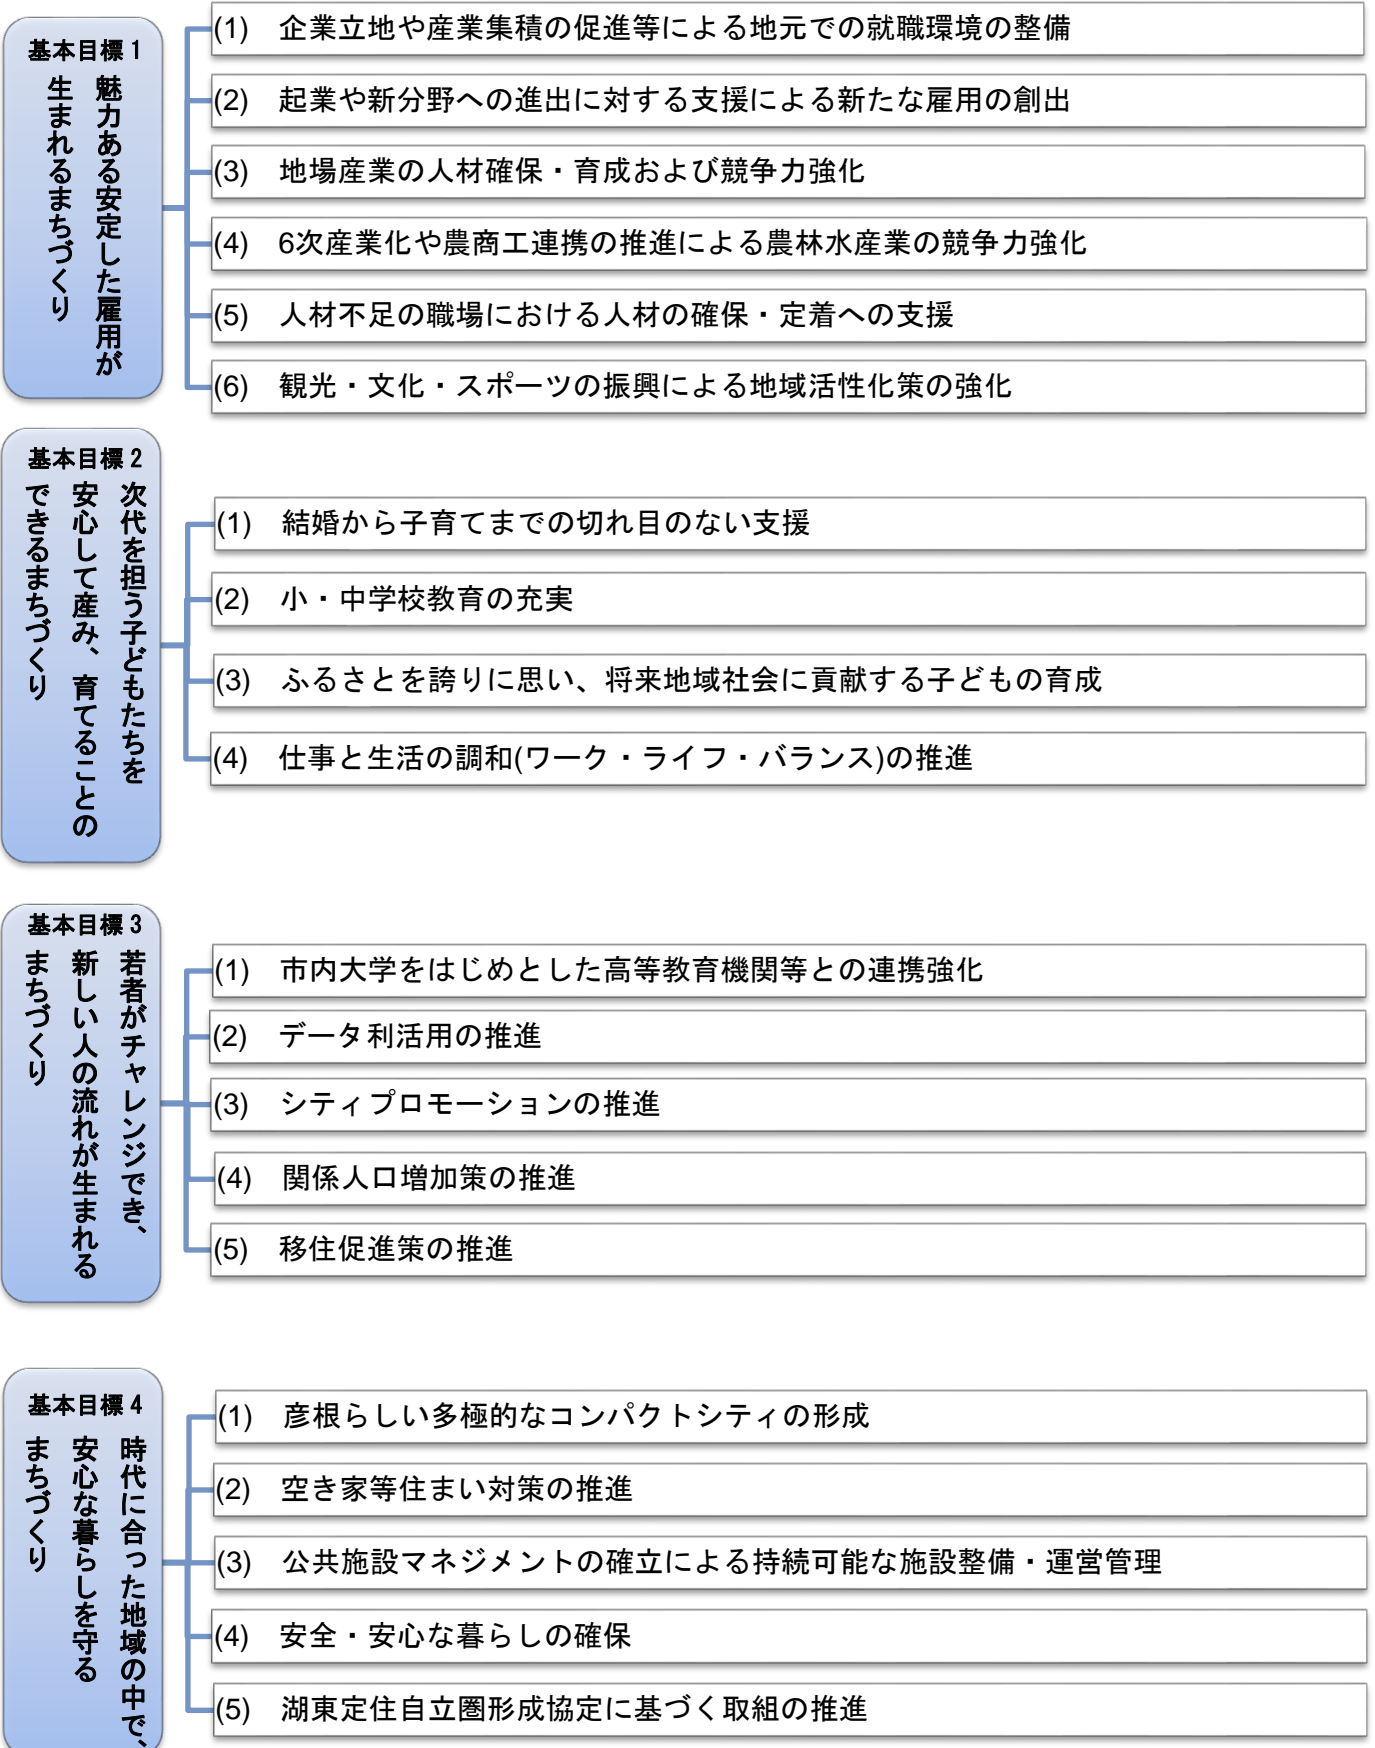 基本目標1
魅力ある安定した雇用が
生まれるまちづくり
(1) 企業立地や産業集積の促進等による地元での就職環境の整備
(2) 起業や新分野への進出に対する支援による新たな雇用の創出
(3) 地場産業の人材確保・育成および競争力強化
(4) 6次産業化や農商工連携の推進による農林水産業の競争力強化
(5) 人材不足の職場における人材の確保・定着への支援
(6) 観光・文化・スポーツの振興による地域活性化策の強化
基本目標2
次代を担う子どもたちを
安心して産み、育てることの
できるまちづくり
(1) 結婚から子育てまでの切れ目のない支援
(2) 小・中学校教育の充実
(3) ふるさとを誇りに思い、将来地域社会に貢献する子どもの育成
(4) 仕事と生活の調和(ワーク・ライフ・バランス)の推進
基本目標3
若者がチャレンジでき、
新しい人の流れが生まれる
まちづくり
(1) 市内大学をはじめとした高等教育機関等との連携強化
(2) データ利活用の推進
(3) シティプロモーションの推進
(4) 関係人口増加策の推進
(5) 移住促進策の推進
基本目標4
時代に合った地域の中で、
安心な暮らしを守る
まちづくり
(1) 彦根らしい多極的なコンパクトシティの形成
(2) 空き家等住まい対策の推進
(3) 公共施設マネジメントの確立による持続可能な施設整備・運営管理
(4) 安全・安心な暮らしの確保
(5) 湖東定住自立圏形成協定に基づく取組の推進